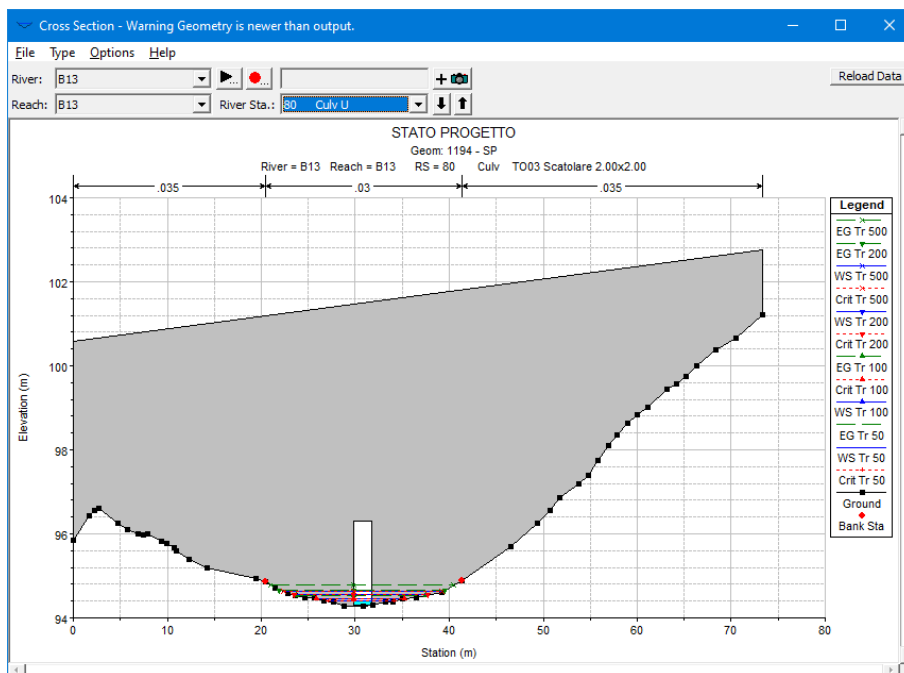 Cross Section - Warning Geometry is newer than output.
File Type Options Help
River: B13 Reload Data
Reach: B13 River Sta.: 80 Culv U
STATO PROGETTO
Geom: 1194 - SP
River = B13 Reach = B13 RS = 80 Culv TO03 Scatolare 2.00x2.00
.035 .03 .035
104
102
100
98
96
94
Elevation (m)
0 10 20 30 40 50 60 70 80
Station (m)
Legend
EG Tr 500
EG Tr 200
WS Tr 500
Crit Tr 500
WS Tr 200
Crit Tr 200
EG Tr 100
Crit Tr 100
WS Tr 100
EG Tr 50
WS Tr 50
Crit Tr 50
Ground
Bank Sta